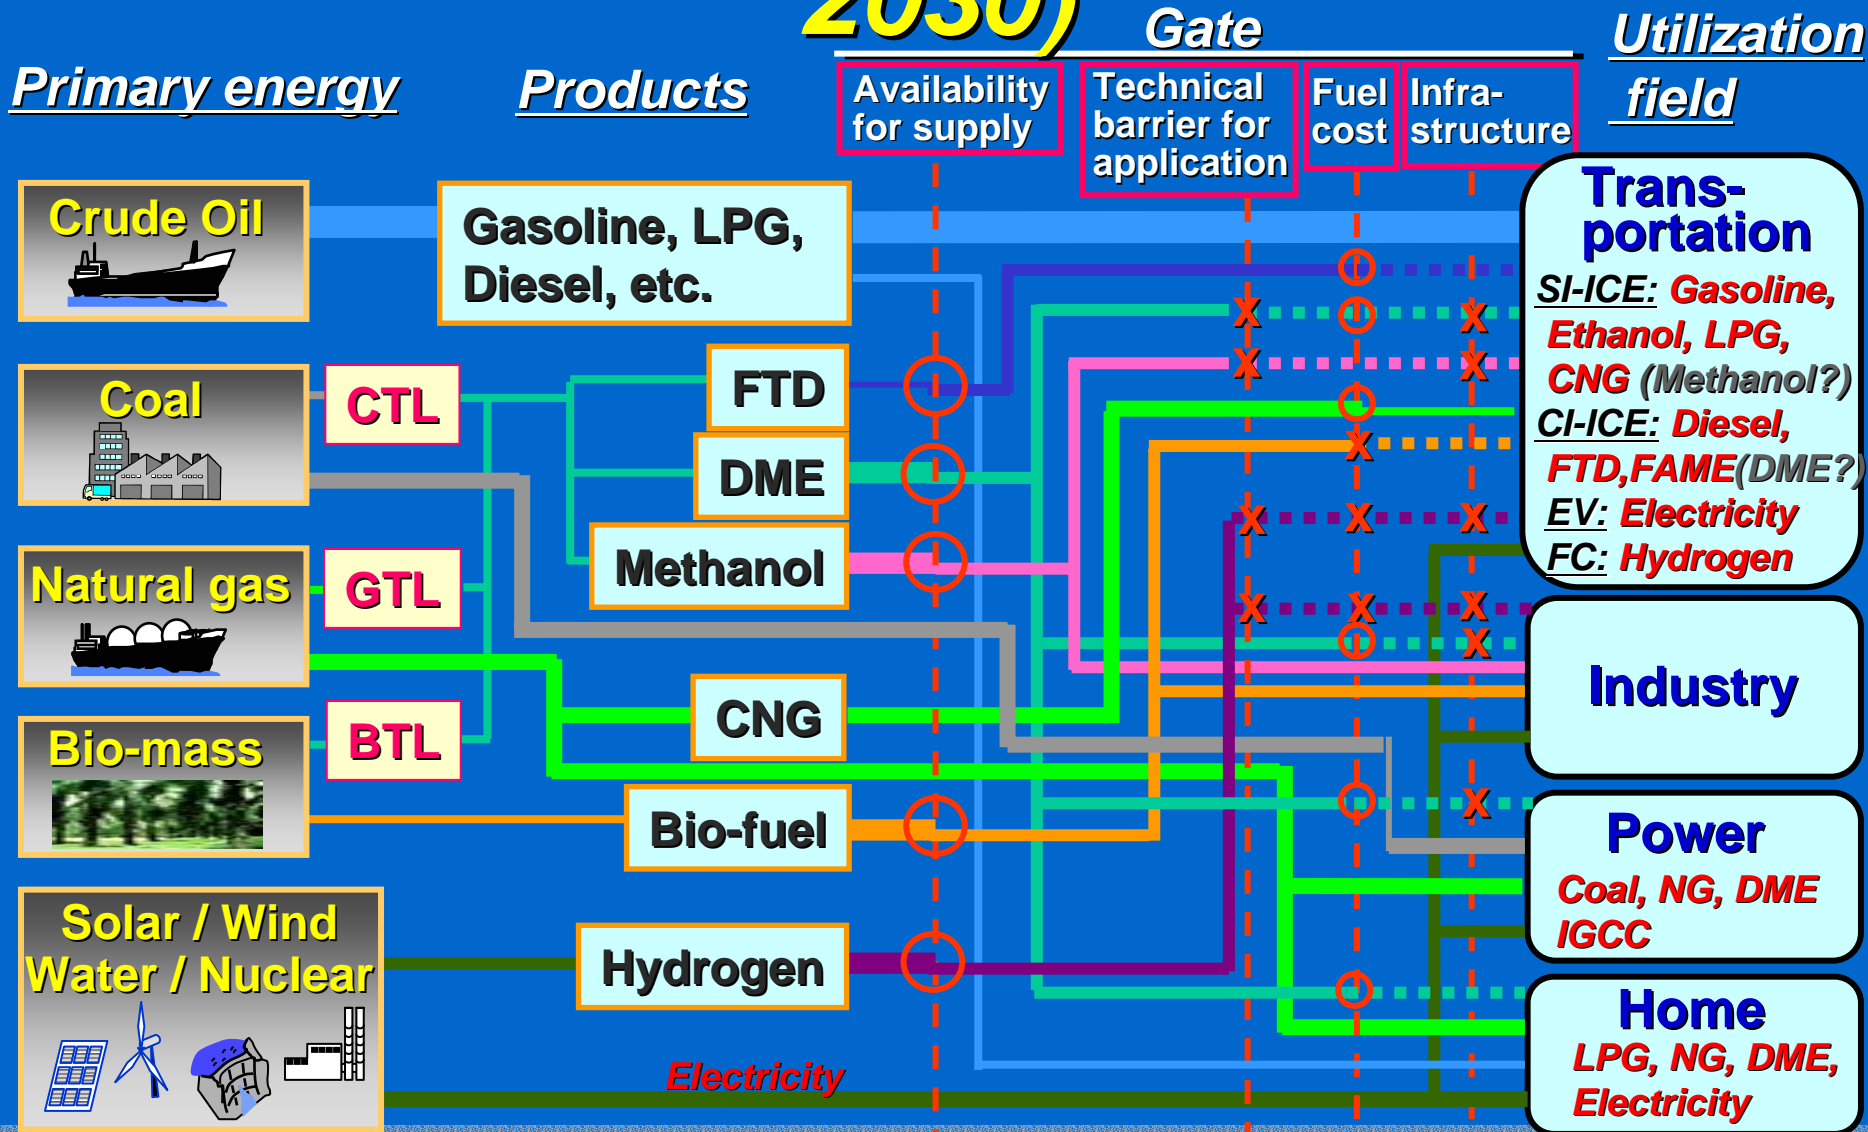 2030)
Gate
Utilization
field
Primary energy
Products
Availability
for supply
Technical
barrier for
application
Fuel
cost
Infra-
structure
Crude Oil
Gasoline, LPG,
Diesel, etc.
Coal
CTL
FTD
DME
Methanol
Natural gas
GTL
CNG
Bio-mass
BTL
Bio-fuel
Solar / Wind
Water / Nuclear
Hydrogen
Electricity
X
X
X
X
X
X
X
X
X
X
X
X
X
Trans-
portation
SI-ICE: Gasoline,
Ethanol, LPG,
CNG (Methanol?)
CI-ICE: Diesel,
FTD,FAME(DME?)
EV: Electricity
FC: Hydrogen
Industry
Power
Coal, NG, DME
IGCC
Home
LPG, NG, DME,
Electricity